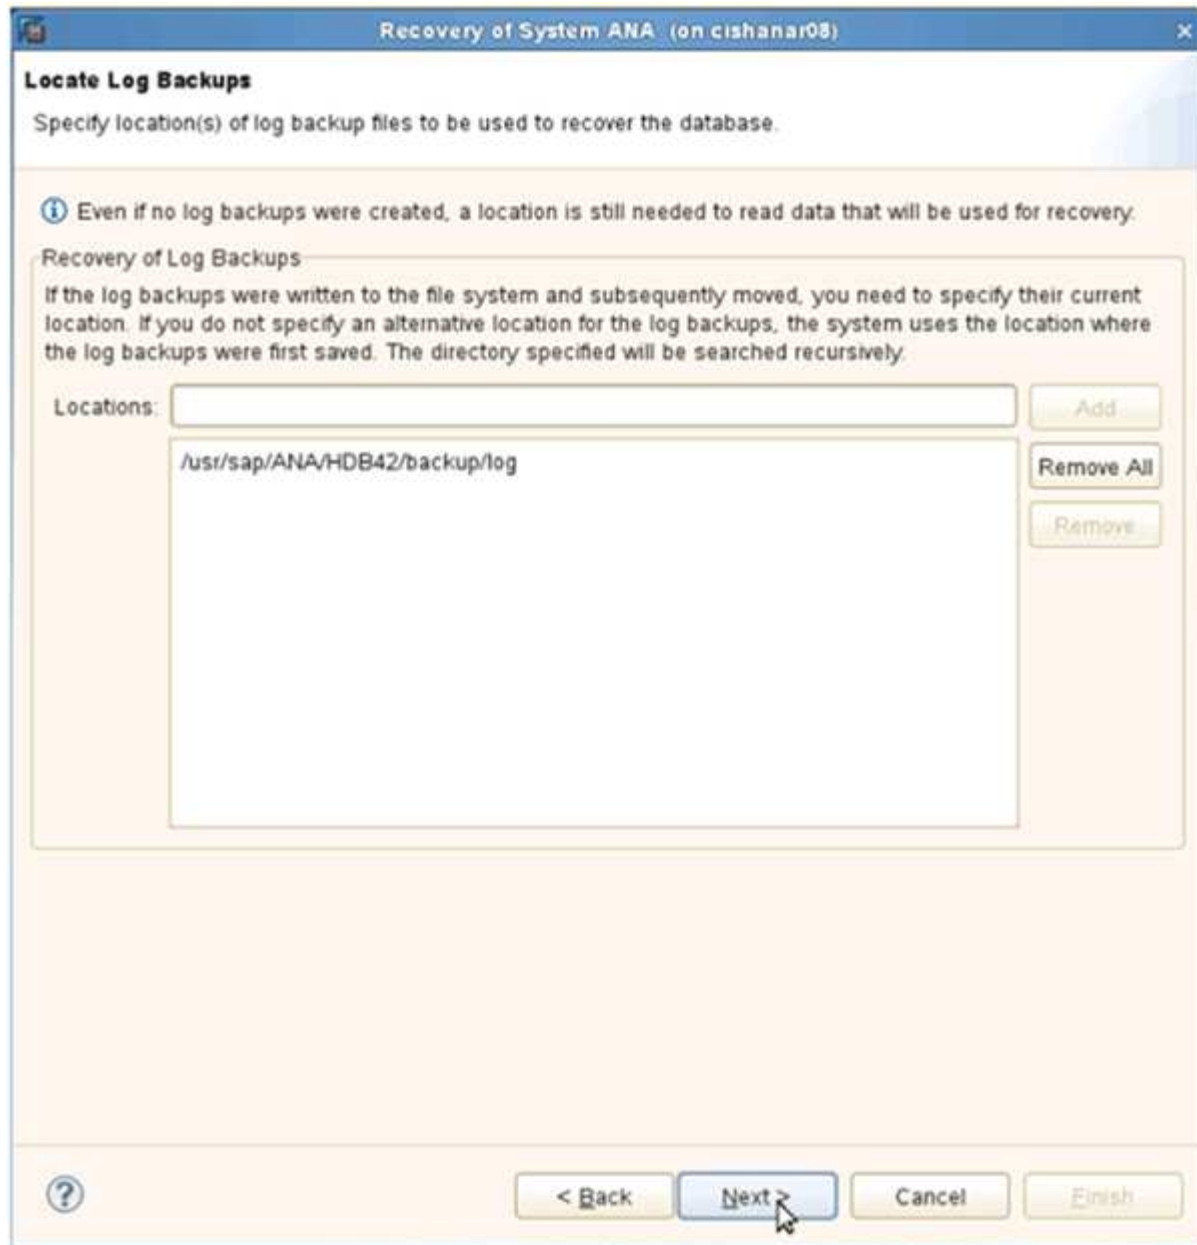 Recovery of System ANA (on cishanar08)
Locate Log Backups
Specify location(s) of log backup files to be used to recover the database.
Even if no log backups were created, a location is still needed to read data that will be used for recovery.
Recovery of Log Backups
If the log backups were written to the file system and subsequently moved, you need to specify their current
location. If you do not specify an alternative location for the log backups, the system uses the location where
the log backups were first saved. The directory specified will be searched recursively.
Locations: Add
/usr/sap/ANA/HDB42/backup/log
Remove All
Remove
< Back Next > Cancel Finish